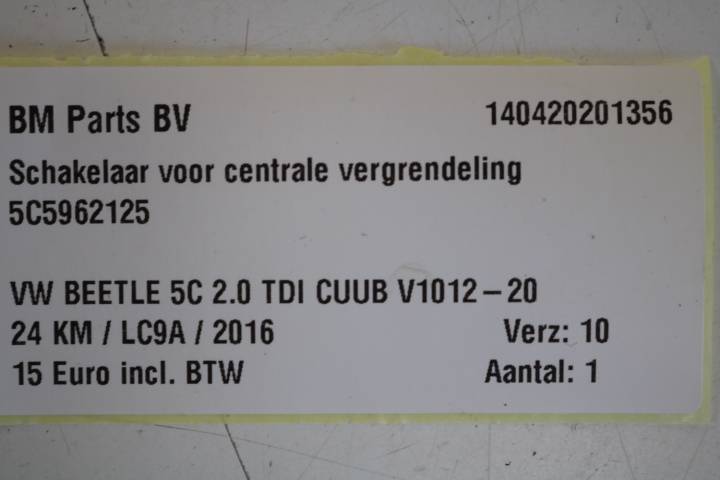 BM Parts BV 140420201356
Schakelaar voor centrale vergrendeling
5C5962125
VW BEETLE 5C 2.0 TDI CUUB V1012-20
24 KM / LC9A / 2016 Verz: 10
15 Euro incl. BTW Aantal: 1